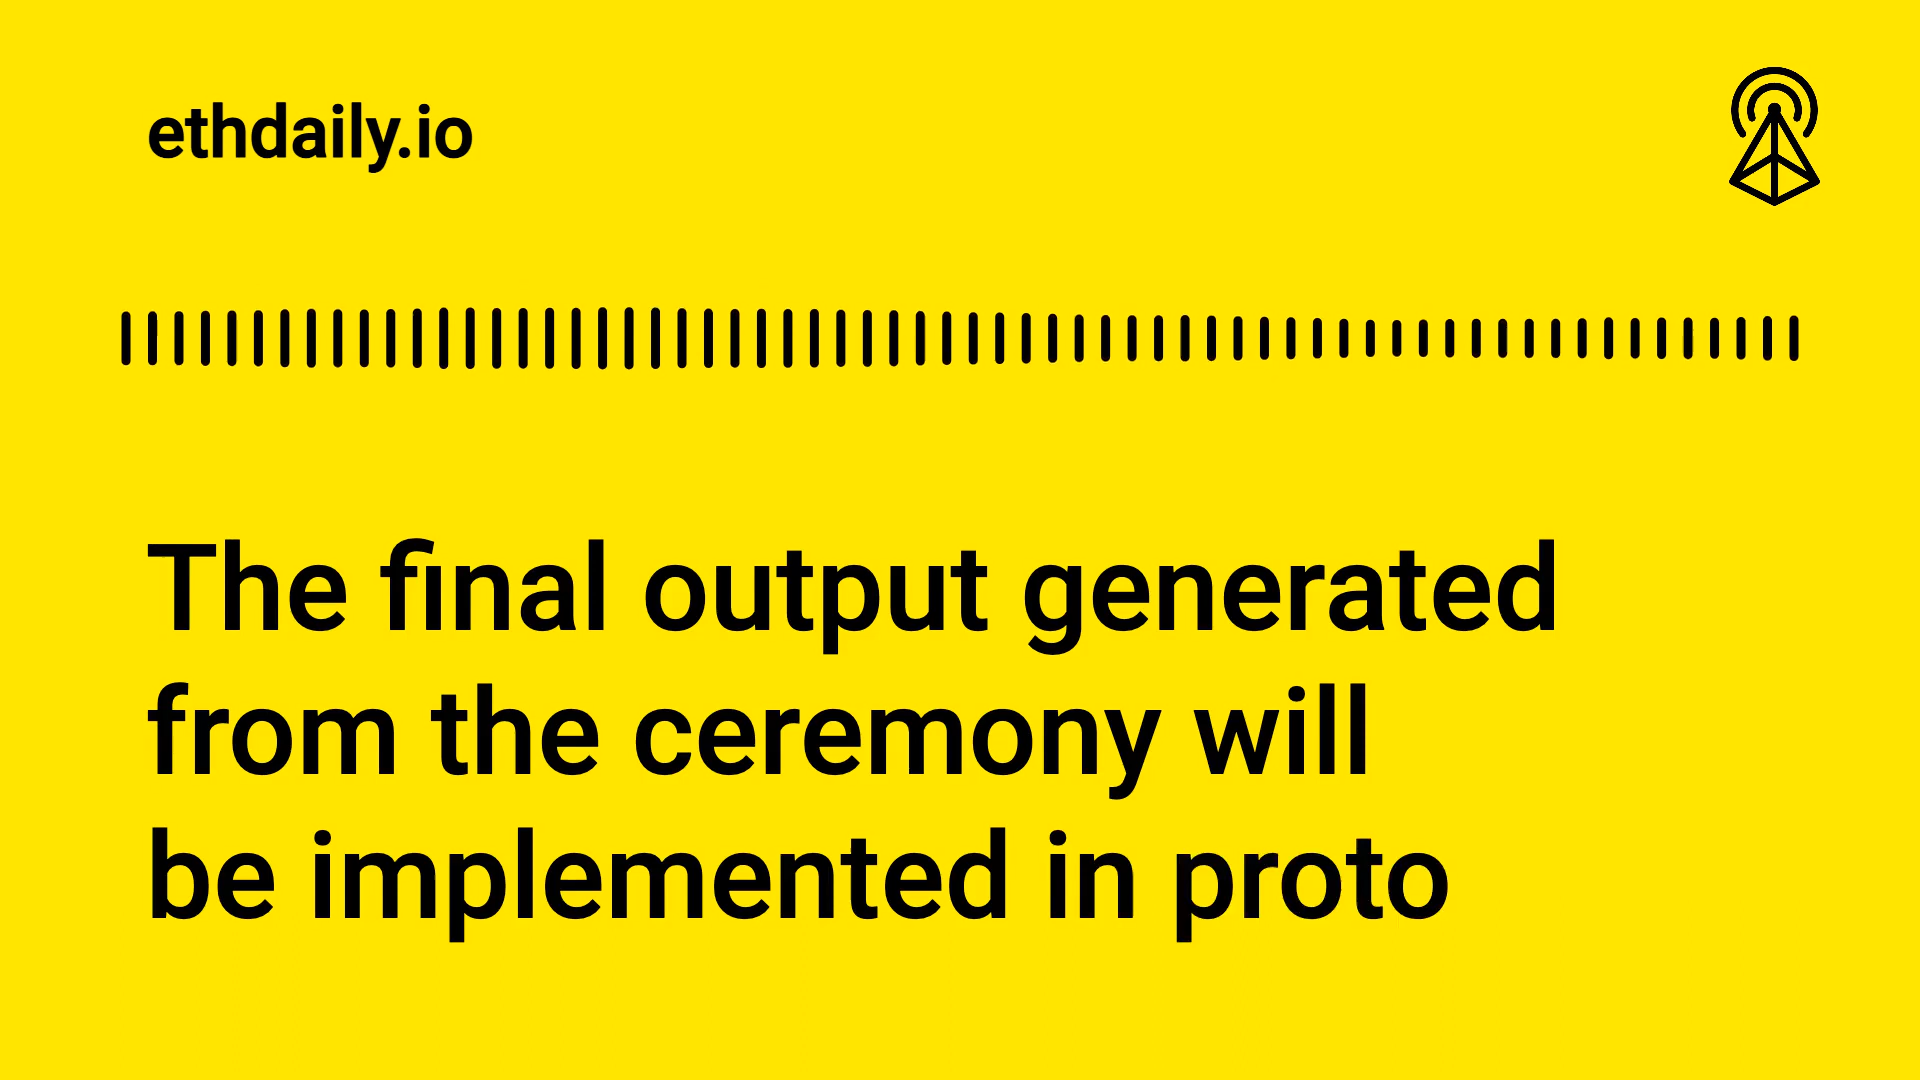 ethdaily.io
The final output generated
from the ceremony will
be implemented in proto